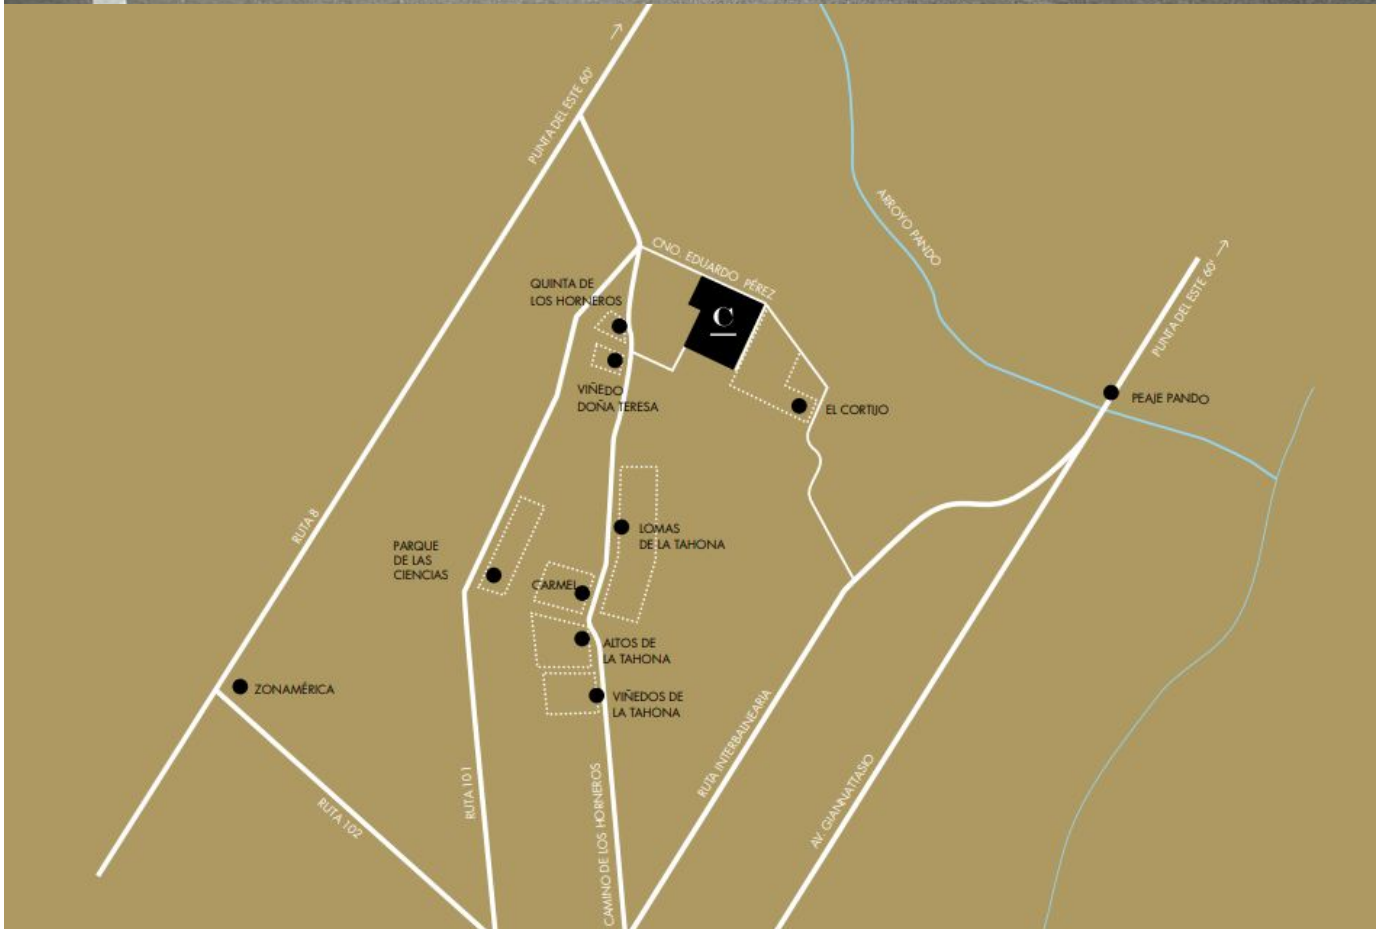 PUNTA DEL ESTE 60'
ARROYO PANDO
CNO. EDUARDO PÉREZ
PUNTA DEL ESTE 60'
QUINTA DE
LOS HORNEROS
C
VIÑEDO
DOÑA TERESA
EL CORTIJO
PEAJE PANDO
RUTA 8
LOMAS
DE LA TAHONA
PARQUE
DE LAS
CIENCIAS
CARMEL
ALTOS DE
LA TAHONA
ZONAMÉRICA
VIÑEDOS DE
LA TAHONA
RUTA INTERBALNEARIA
RUTA 101
RUTA 102
CAMINO DE LOS HORNEROS
AV. GIANNATTASIO